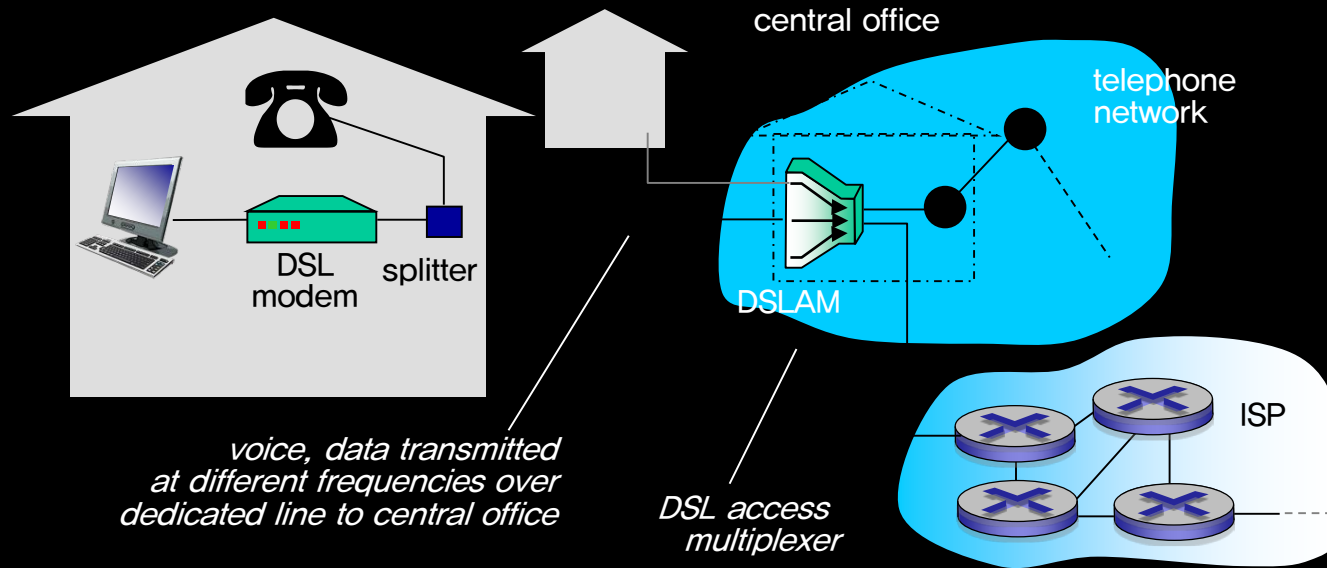 central office
telephone
network
DSL
modem
splitter
DSLAM
voice, data transmitted
at different frequencies over
dedicated line to central office
DSL access
multiplexer
ISP